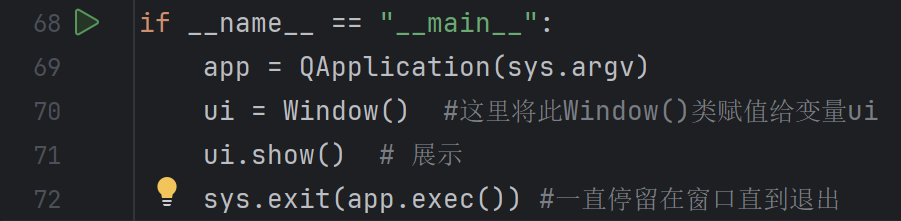 68 if __name__ == "__main__":
69 app = QApplication(sys.argv)
70 ui = Window()  #这里将此Window()类赋值给变量ui
71 ui.show()  # 展示
72 sys.exit(app.exec()) #一直停留在窗口直到退出